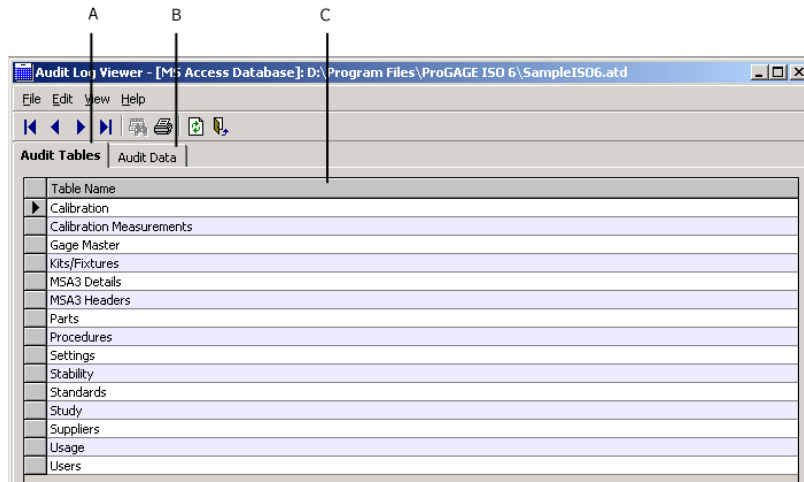 A B C
Audit Log Viewer - [MS Access Database]: D:\Program Files\ProGAGE ISO 6\SampleISO6.atd
File Edit View Help
Audit Tables Audit Data
Table Name
Calibration
Calibration Measurements
Gage Master
Kits/Fixtures
MSA3 Details
MSA3 Headers
Parts
Procedures
Settings
Stability
Standards
Study
Suppliers
Usage
Users